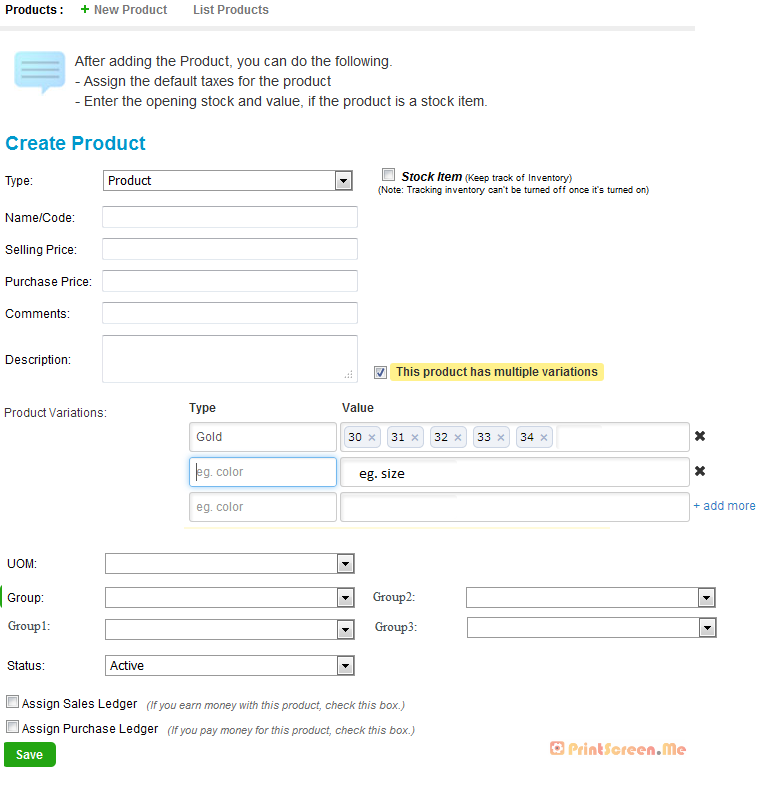 Products : + New Product List Products
After adding the Product, you can do the following.
- Assign the default taxes for the product
- Enter the opening stock and value, if the product is a stock item.
Create Product
Type: Product Stock Item (Keep track of Inventory)
(Note: Tracking inventory can't be turned off once it's turned on)
Name/Code:
Selling Price:
Purchase Price:
Comments:
Description:
This product has multiple variations
Product Variations: Type Value
Gold 30 × 31 × 32 × 33 × 34 × ✖
eg. color eg. size ✖
eg. color + add more
UOM:
Group: Group2:
Group1: Group3:
Status: Active
Assign Sales Ledger (If you earn money with this product, check this box.)
Assign Purchase Ledger (If you pay money for this product, check this box.)
Save
PrintScreen.Me